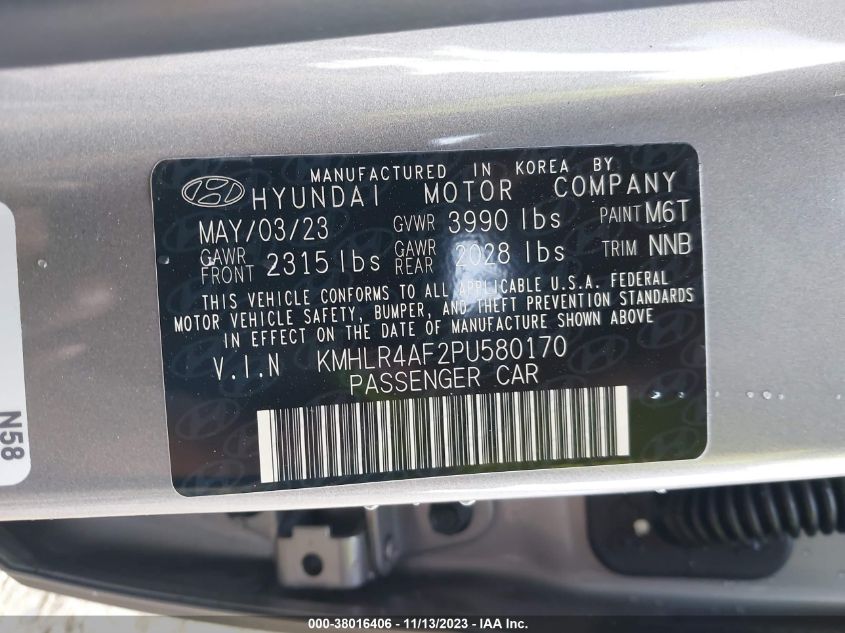 MANUFACTURED IN KOREA BY
HYUNDAI MOTOR COMPANY
MAY/03/23 GVWR 3990 lbs PAINT M6T
GAWR FRONT 2315 lbs GAWR REAR 2028 lbs TRIM NNB
THIS VEHICLE CONFORMS TO ALL APPLICABLE U.S.A. FEDERAL
MOTOR VEHICLE SAFETY, BUMPER, AND THEFT PREVENTION STANDARDS
IN EFFECT ON THE DATE OF MANUFACTURE SHOWN ABOVE
V.I.N KMHLR4AF2PU580170
PASSENGER CAR
N58
000-38016406 - 11/13/2023 - IAA Inc.